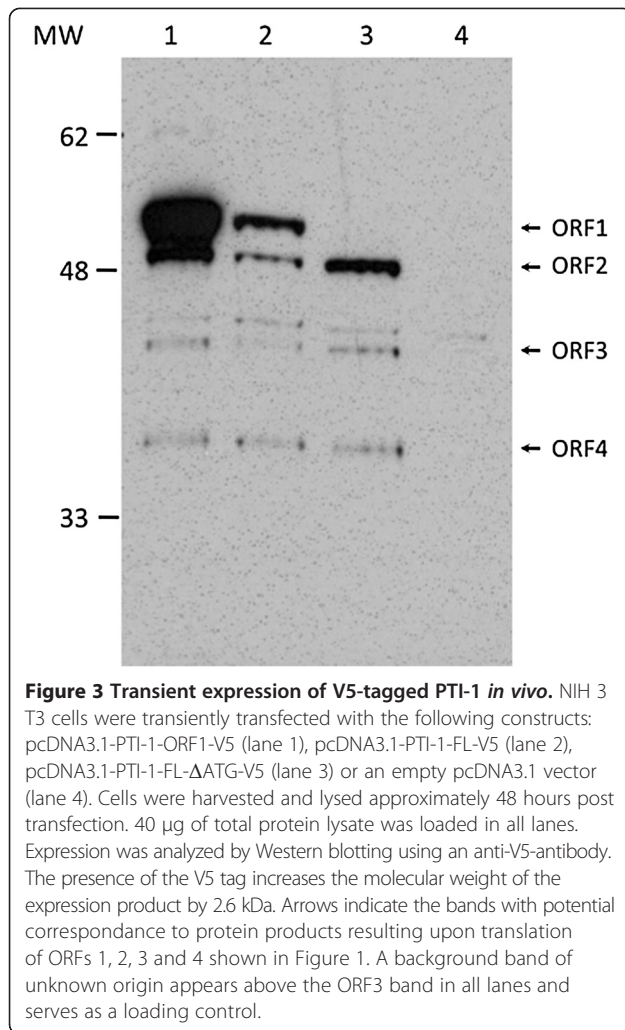 MW 1 2 3 4
62
← ORF1
48 ← ORF2
← ORF3
← ORF4
33
Figure 3 Transient expression of V5-tagged PTI-1 in vivo. NIH 3
T3 cells were transiently transfected with the following constructs:
pcDNA3.1-PTI-1-ORF1-V5 (lane 1), pcDNA3.1-PTI-1-FL-V5 (lane 2),
pcDNA3.1-PTI-1-FL-ΔATG-V5 (lane 3) or an empty pcDNA3.1 vector
(lane 4). Cells were harvested and lysed approximately 48 hours post
transfection. 40 μg of total protein lysate was loaded in all lanes.
Expression was analyzed by Western blotting using an anti-V5-antibody.
The presence of the V5 tag increases the molecular weight of the
expression product by 2.6 kDa. Arrows indicate the bands with potential
correspondance to protein products resulting upon translation
of ORFs 1, 2, 3 and 4 shown in Figure 1. A background band of
unknown origin appears above the ORF3 band in all lanes and
serves as a loading control.